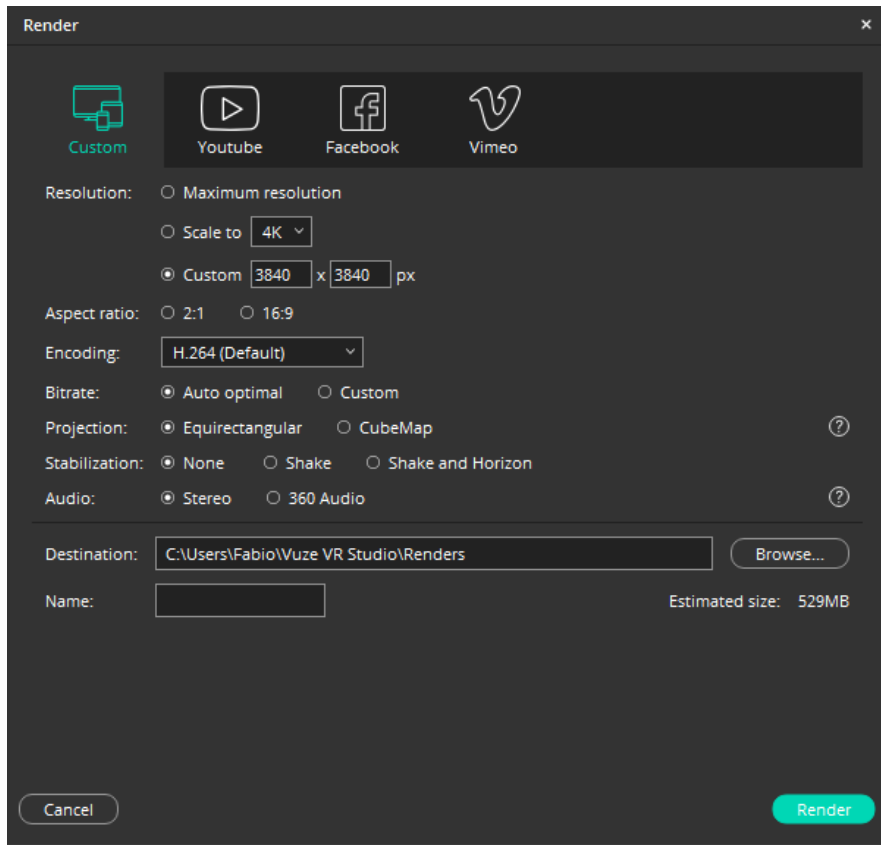 Render ×
Custom Youtube Facebook Vimeo
Resolution: Maximum resolution
Scale to 4K
Custom 3840 x 3840 px
Aspect ratio: 2:1 16:9
Encoding: H.264 (Default)
Bitrate: Auto optimal Custom
Projection: Equirectangular CubeMap ?
Stabilization: None Shake Shake and Horizon
Audio: Stereo 360 Audio ?
Destination: C:\Users\Fabio\Vuze VR Studio\Renders Browse...
Name: Estimated size: 529MB
Cancel Render